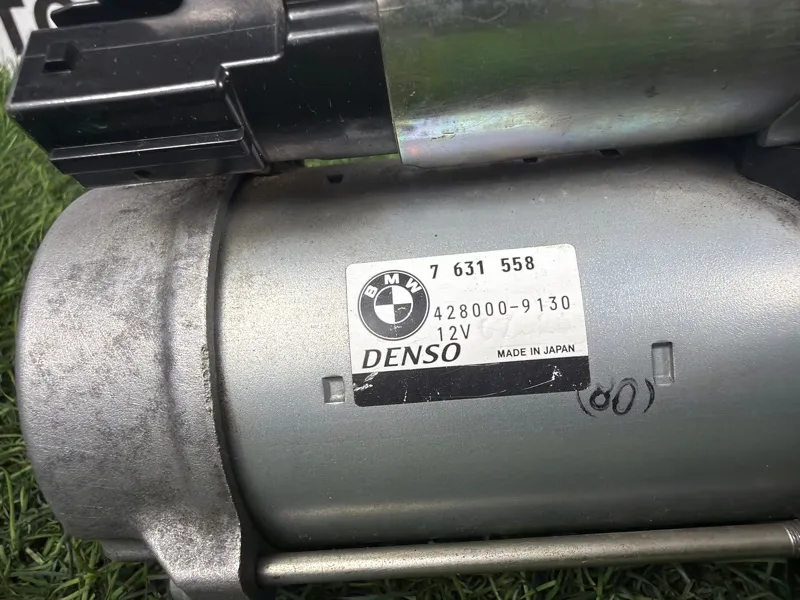 BMW
7 631 558
428000-9130
12V
DENSO
MADE IN JAPAN
(80)